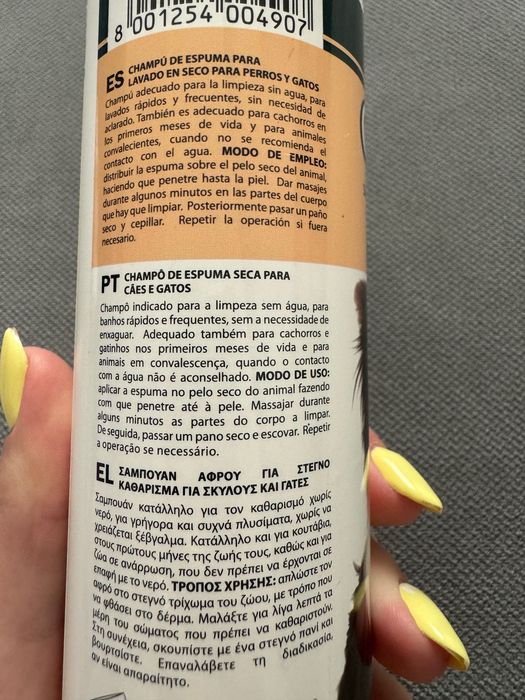 8 001254 004907
ES CHAMPÚ DE ESPUMA PARA
LAVADO EN SECO PARA PERROS Y GATOS
Champú adecuado para la limpieza sin agua, para
lavados rápidos y frecuentes, sin necesidad de
aclarado. También es adecuado para cachorros en
los primeros meses de vida y para animales
convalecientes, cuando no se recomienda el
contacto con el agua. MODO DE EMPLEO:
distribuir la espuma sobre el pelo seco del animal,
haciendo que penetre hasta la piel. Dar masajes
durante algunos minutos en las partes del cuerpo
que hay que limpiar. Posteriormente pasar un paño
seco y cepillar. Repetir la operación si fuera
necesario.
PT CHAMPÔ DE ESPUMA SECA PARA
CÃES E GATOS
Champô indicado para a limpeza sem água, para
banhos rápidos e frequentes, sem a necessidade de
enxaguar. Adequado também para cachorros e
gatinhos nos primeiros meses de vida e para
animais em convalescença, quando o contacto
com a água não é aconselhado. MODO DE USO:
aplicar a espuma no pelo seco do animal fazendo
com que penetre até à pele. Massajar durante
alguns minutos as partes do corpo a limpar.
De seguida, passar um pano seco e escovar. Repetir
a operação se necessário.
EL ΣΑΜΠΟΥΑΝ ΑΦΡΟΥ ΓΙΑ ΣΤΕΓΝΟ
ΚΑΘΑΡΙΣΜΑ ΓΙΑ ΣΚΥΛΟΥΣ ΚΑΙ ΓΑΤΕΣ
Σαμπουάν κατάλληλο για τον καθαρισμό χωρίς
νερό, για γρήγορα και συχνά πλυσίματα, χωρίς να
χρειάζεται ξέβγαλμα. Κατάλληλο και για κουτάβια,
στους πρώτους μήνες της ζωής τους, καθώς και για
ζώα σε ανάρρωση, που δεν πρέπει να έρχονται σε
επαφή με το νερό. ΤΡΟΠΟΣ ΧΡΗΣΗΣ: απλώστε τον
αφρό στο στεγνό τρίχωμα του ζώου, με τρόπο που
να φθάσει στο δέρμα. Μαλάξτε για λίγα λεπτά τα
μέρη του σώματος που πρέπει να καθαριστούν.
Στη συνέχεια, σκουπίστε με ένα στεγνό πανί και
βουρτσίστε. Επαναλάβετε τη διαδικασία,
αν είναι απαραίτητο.